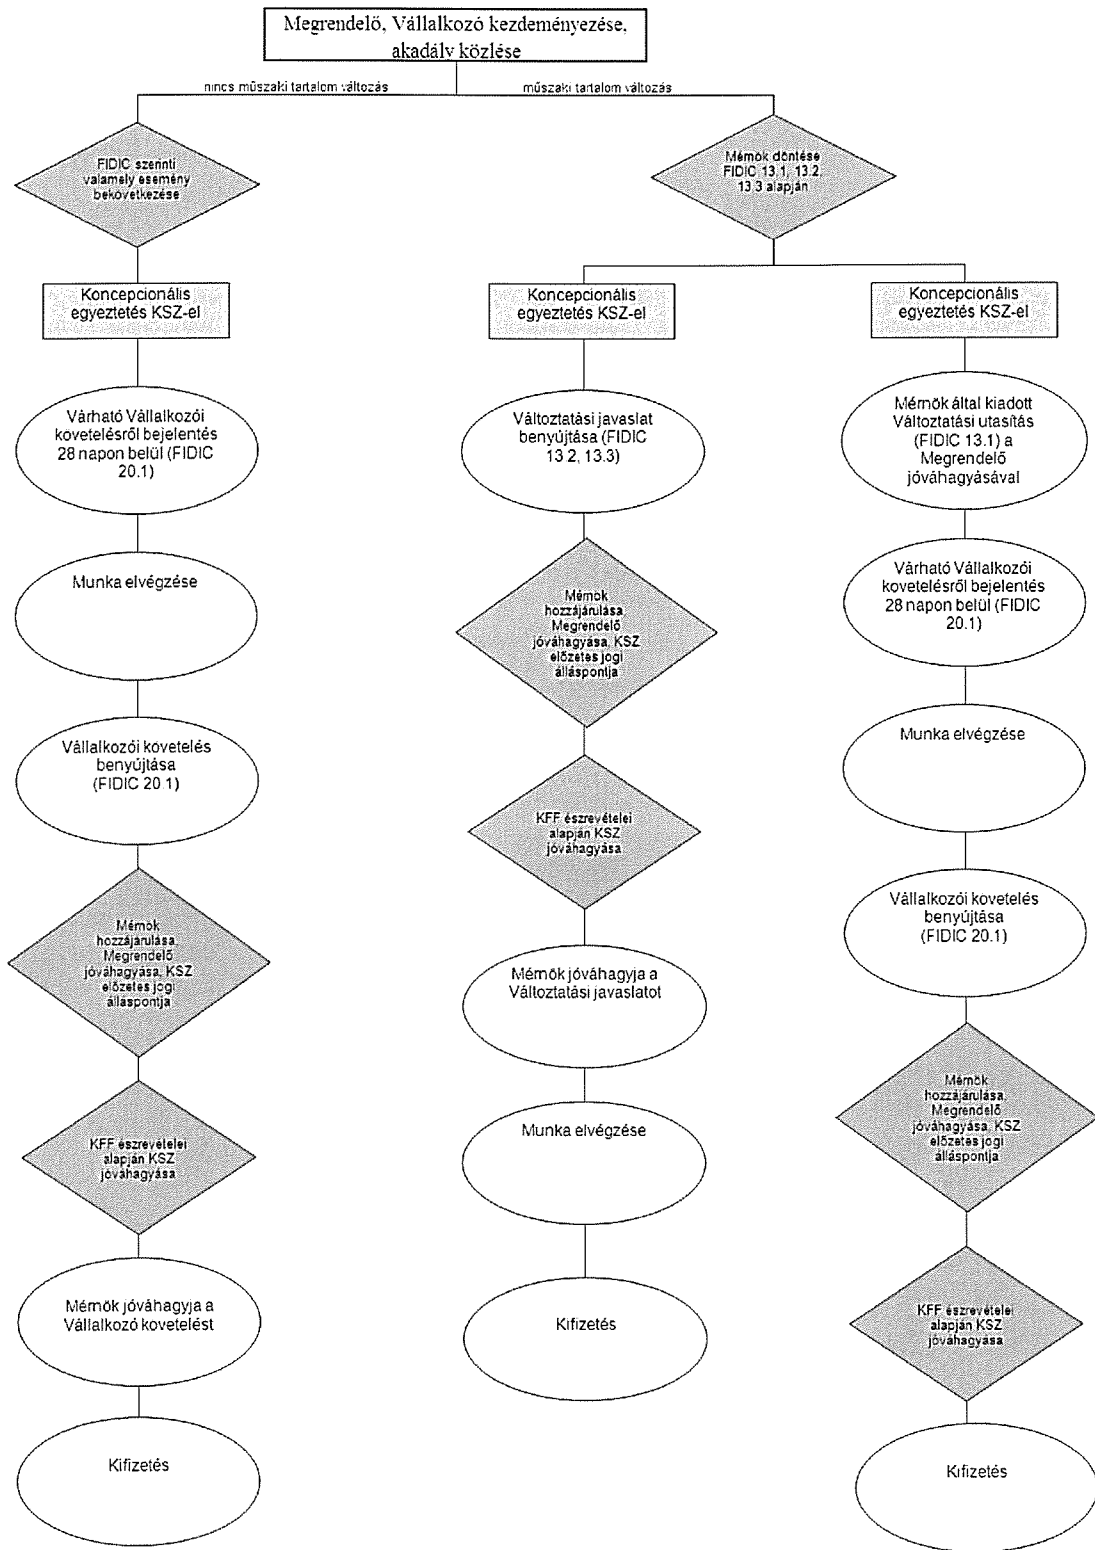 Megrendelő, Vállalkozó kezdeményezése,
akadály közlése
nincs műszaki tartalom változás
műszaki tartalom változás
FIDIC szerinti
valamely esemény
bekövetkezése
Mérnök döntése
FIDIC 13.1, 13.2,
13.3 alapján
Koncepcionális
egyeztetés KSZ-el
Koncepcionális
egyeztetés KSZ-el
Koncepcionális
egyeztetés KSZ-el
Várható Vállalkozói
követelésről bejelentés
28 napon belül (FIDIC
20.1)
Munka elvégzése
Vállalkozói követelés
benyújtása
(FIDIC 20.1)
Mérnök
hozzájárulása,
Megrendelő
jóváhagyása, KSZ
előzetes jogi
álláspontja
KFF észrevételei
alapján KSZ
jóváhagyása
Mérnök jóváhagyja a
Vállalkozó követelést
Kifizetés
Változtatási javaslat
benyújtása (FIDIC
13.2, 13.3)
Mérnök
hozzájárulása,
Megrendelő
jóváhagyása, KSZ
előzetes jogi
álláspontja
KFF észrevételei
alapján KSZ
jóváhagyása
Mérnök jóváhagyja a
Változtatási javaslatot
Munka elvégzése
Kifizetés
Mérnök által kiadott
Változtatási utasítás
(FIDIC 13.1) a
Megrendelő
jóváhagyásával
Várható Vállalkozói
követelésről bejelentés
28 napon belül (FIDIC
20.1)
Munka elvégzése
Vállalkozói követelés
benyújtása
(FIDIC 20.1)
Mérnök
hozzájárulása,
Megrendelő
jóváhagyása, KSZ
előzetes jogi
álláspontja
KFF észrevételei
alapján KSZ
jóváhagyása
Kifizetés